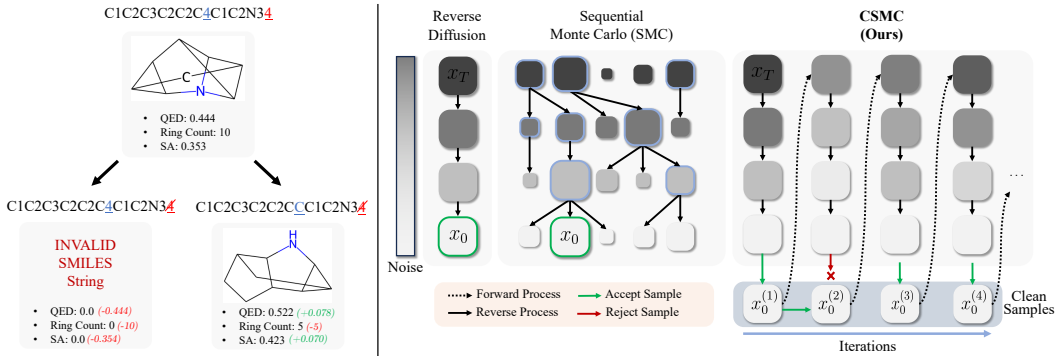 C1C2C3C2C2C4C1C2N34
C
N
• QED: 0.444
• Ring Count: 10
• SA: 0.353
C1C2C3C2C2C4C1C2N34
INVALID
SMILES
String
• QED: 0.0 (-0.444)
• Ring Count: 0 (-10)
• SA: 0.0 (-0.354)
C1C2C3C2C2CCC1C2N34
H
N
• QED: 0.522 (+0.078)
• Ring Count: 5 (-5)
• SA: 0.423 (+0.070)
Noise
Reverse
Diffusion
x_T
x_0
Sequential
Monte Carlo (SMC)
x_0
CSMC
(Ours)
x_T
...
x_0^(1)
x_0^(2)
x_0^(3)
x_0^(4)
Clean
Samples
Iterations
Forward Process
Accept Sample
Reverse Process
Reject Sample